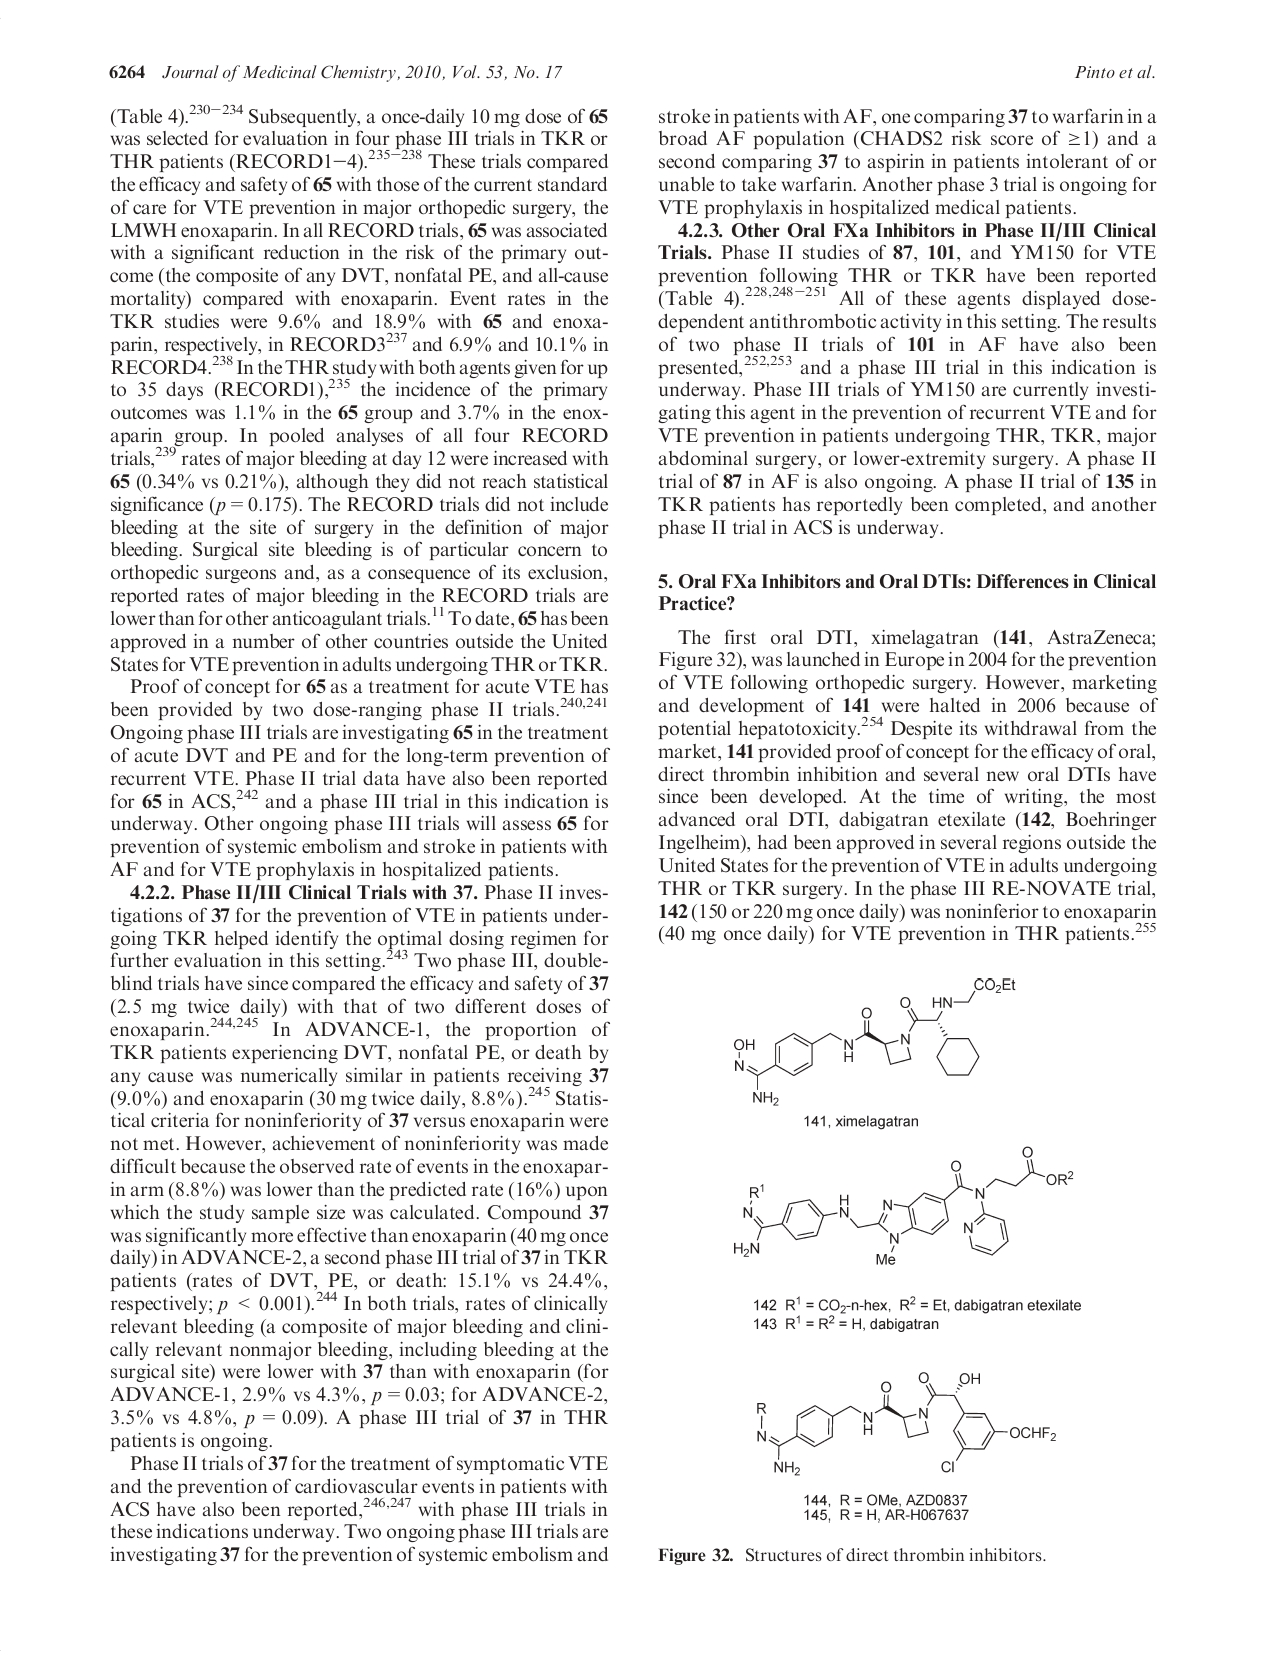 6264 Journal of Medicinal Chemistry, 2010, Vol. 53, No. 17
Pinto et al.
(Table 4).230−234 Subsequently, a once-daily 10 mg dose of 65
was selected for evaluation in four phase III trials in TKR or
THR patients (RECORD1−4).235−238 These trials compared
the efficacy and safety of 65 with those of the current standard
of care for VTE prevention in major orthopedic surgery, the
LMWH enoxaparin. In all RECORD trials, 65 was associated
with a significant reduction in the risk of the primary out-
come (the composite of any DVT, nonfatal PE, and all-cause
mortality) compared with enoxaparin. Event rates in the
TKR studies were 9.6% and 18.9% with 65 and enoxa-
parin, respectively, in RECORD3237 and 6.9% and 10.1% in
RECORD4.238 In the THR study with both agents given for up
to 35 days (RECORD1),235 the incidence of the primary
outcomes was 1.1% in the 65 group and 3.7% in the enox-
aparin group. In pooled analyses of all four RECORD
trials,239 rates of major bleeding at day 12 were increased with
65 (0.34% vs 0.21%), although they did not reach statistical
significance (p = 0.175). The RECORD trials did not include
bleeding at the site of surgery in the definition of major
bleeding. Surgical site bleeding is of particular concern to
orthopedic surgeons and, as a consequence of its exclusion,
reported rates of major bleeding in the RECORD trials are
lower than for other anticoagulant trials.11 To date, 65 has been
approved in a number of other countries outside the United
States for VTE prevention in adults undergoing THR or TKR.
Proof of concept for 65 as a treatment for acute VTE has
been provided by two dose-ranging phase II trials.240,241
Ongoing phase III trials are investigating 65 in the treatment
of acute DVT and PE and for the long-term prevention of
recurrent VTE. Phase II trial data have also been reported
for 65 in ACS,242 and a phase III trial in this indication is
underway. Other ongoing phase III trials will assess 65 for
prevention of systemic embolism and stroke in patients with
AF and for VTE prophylaxis in hospitalized patients.
4.2.2. Phase II/III Clinical Trials with 37. Phase II inves-
tigations of 37 for the prevention of VTE in patients under-
going TKR helped identify the optimal dosing regimen for
further evaluation in this setting.243 Two phase III, double-
blind trials have since compared the efficacy and safety of 37
(2.5 mg twice daily) with that of two different doses of
enoxaparin.244,245 In ADVANCE-1, the proportion of
TKR patients experiencing DVT, nonfatal PE, or death by
any cause was numerically similar in patients receiving 37
(9.0%) and enoxaparin (30 mg twice daily, 8.8%).245 Statis-
tical criteria for noninferiority of 37 versus enoxaparin were
not met. However, achievement of noninferiority was made
difficult because the observed rate of events in the enoxapar-
in arm (8.8%) was lower than the predicted rate (16%) upon
which the study sample size was calculated. Compound 37
was significantly more effective than enoxaparin (40 mg once
daily) in ADVANCE-2, a second phase III trial of 37 in TKR
patients (rates of DVT, PE, or death: 15.1% vs 24.4%,
respectively; p < 0.001).244 In both trials, rates of clinically
relevant bleeding (a composite of major bleeding and clini-
cally relevant nonmajor bleeding, including bleeding at the
surgical site) were lower with 37 than with enoxaparin (for
ADVANCE-1, 2.9% vs 4.3%, p = 0.03; for ADVANCE-2,
3.5% vs 4.8%, p = 0.09). A phase III trial of 37 in THR
patients is ongoing.
Phase II trials of 37 for the treatment of symptomatic VTE
and the prevention of cardiovascular events in patients with
ACS have also been reported,246,247 with phase III trials in
these indications underway. Two ongoing phase III trials are
investigating 37 for the prevention of systemic embolism and
stroke in patients with AF, one comparing 37 to warfarin in a
broad AF population (CHADS2 risk score of ≥1) and a
second comparing 37 to aspirin in patients intolerant of or
unable to take warfarin. Another phase 3 trial is ongoing for
VTE prophylaxis in hospitalized medical patients.
4.2.3. Other Oral FXa Inhibitors in Phase II/III Clinical
Trials. Phase II studies of 87, 101, and YM150 for VTE
prevention following THR or TKR have been reported
(Table 4).228,248−251 All of these agents displayed dose-
dependent antithrombotic activity in this setting. The results
of two phase II trials of 101 in AF have also been
presented,252,253 and a phase III trial in this indication is
underway. Phase III trials of YM150 are currently investi-
gating this agent in the prevention of recurrent VTE and for
VTE prevention in patients undergoing THR, TKR, major
abdominal surgery, or lower-extremity surgery. A phase II
trial of 87 in AF is also ongoing. A phase II trial of 135 in
TKR patients has reportedly been completed, and another
phase II trial in ACS is underway.
5. Oral FXa Inhibitors and Oral DTIs: Differences in Clinical
Practice?
The first oral DTI, ximelagatran (141, AstraZeneca;
Figure 32), was launched in Europe in 2004 for the prevention
of VTE following orthopedic surgery. However, marketing
and development of 141 were halted in 2006 because of
potential hepatotoxicity.254 Despite its withdrawal from the
market, 141 provided proof of concept for the efficacy of oral,
direct thrombin inhibition and several new oral DTIs have
since been developed. At the time of writing, the most
advanced oral DTI, dabigatran etexilate (142, Boehringer
Ingelheim), had been approved in several regions outside the
United States for the prevention of VTE in adults undergoing
THR or TKR surgery. In the phase III RE-NOVATE trial,
142 (150 or 220 mg once daily) was noninferior to enoxaparin
(40 mg once daily) for VTE prevention in THR patients.255
CO2Et
O HN
O
OH
N
N
N
H
NH2
141, ximelagatran
O
O
OR2
R1
N
H
N
N
N
N
N
H2N
Me
142 R1 = CO2-n-hex, R2 = Et, dabigatran etexilate
143 R1 = R2 = H, dabigatran
O
OH
O
R
N
N
H
N
OCHF2
NH2
Cl
144, R = OMe, AZD0837
145, R = H, AR-H067637
Figure 32. Structures of direct thrombin inhibitors.